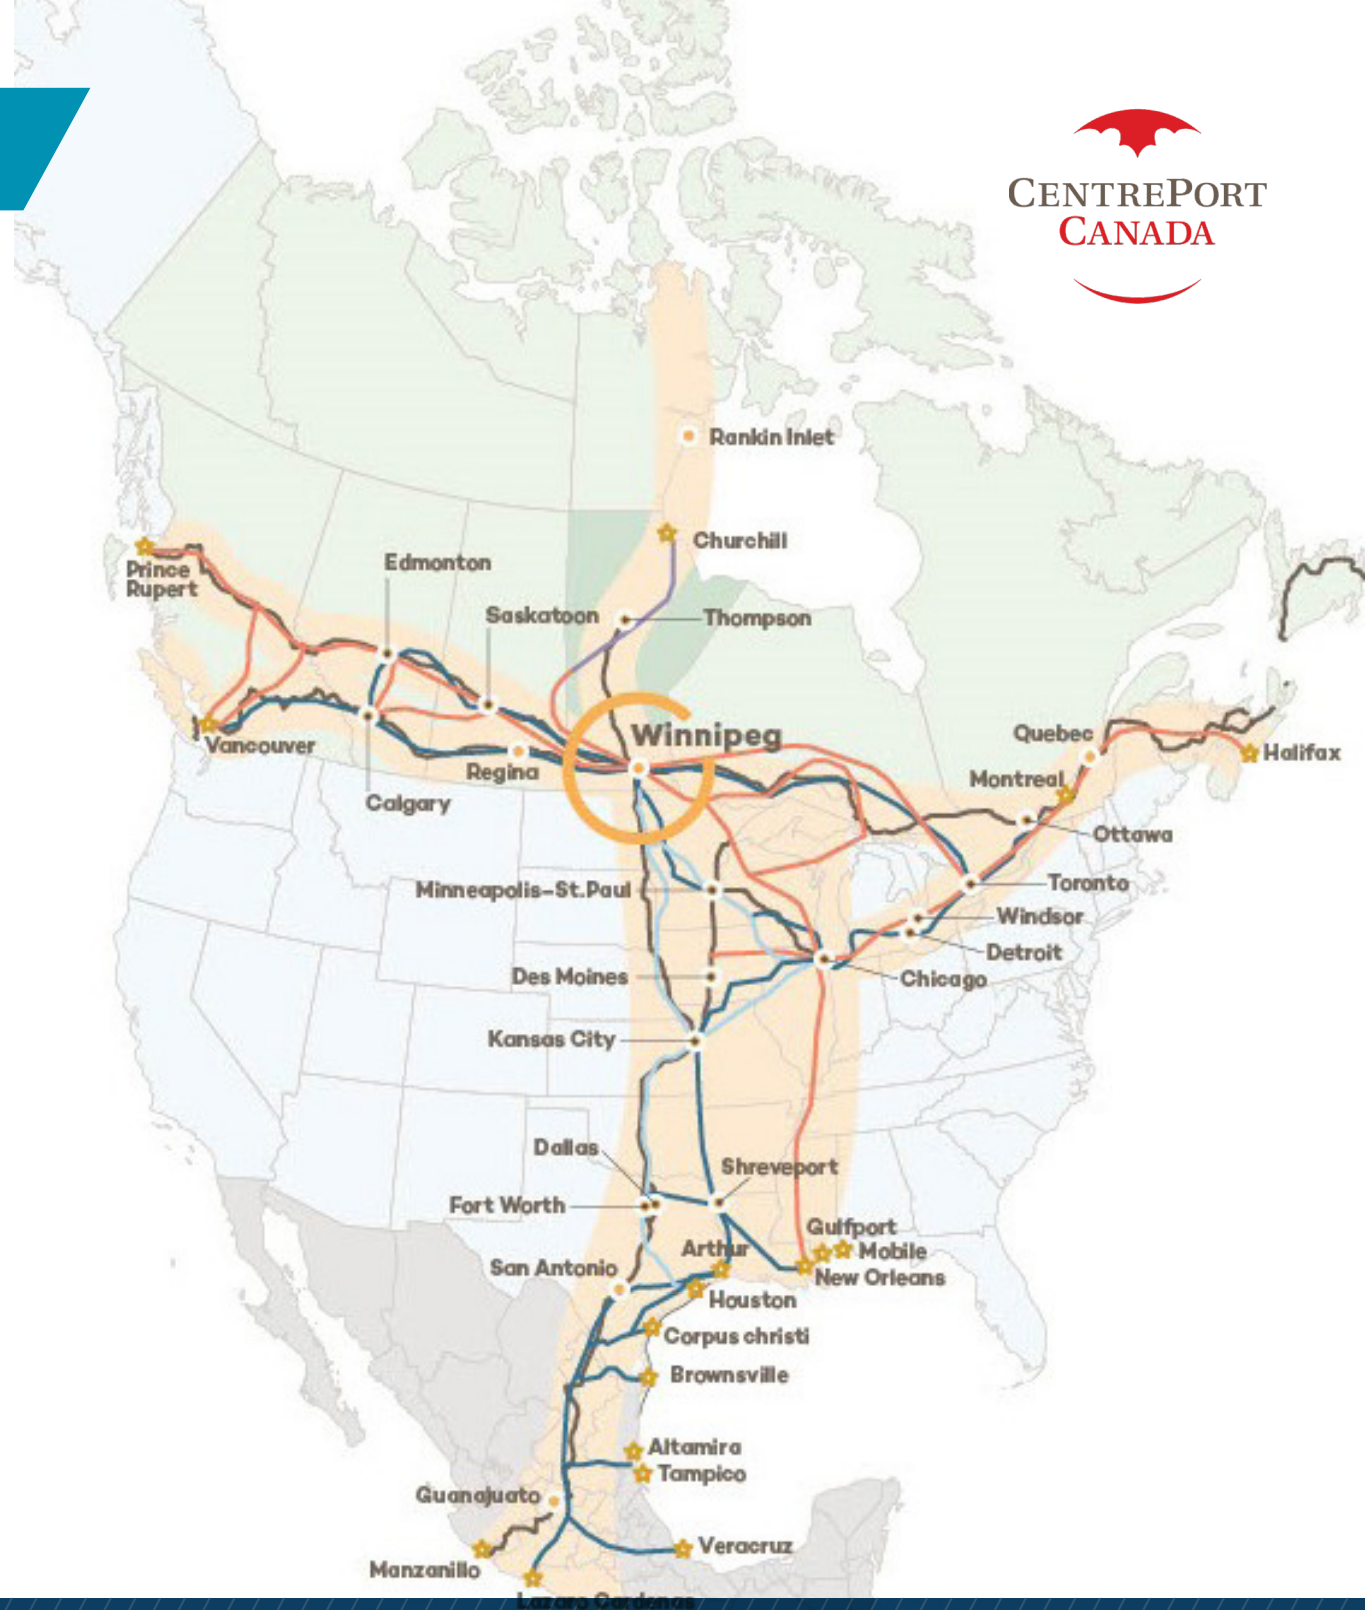 CENTREPORT
CANADA
Rankin Inlet
Churchill
Prince
Rupert
Edmonton
Saskatoon
Thompson
Winnipeg
Quebec
Vancouver
Halifax
Regina
Montreal
Calgary
Ottawa
Minneapolis-St.Paul
Toronto
Windsor
Detroit
Des Moines
Chicago
Kansas City
Dallas
Shreveport
Fort Worth
Gulfport
Arthur
Mobile
San Antonio
New Orleans
Houston
Corpus christi
Brownsville
Altamira
Tampico
Guanajuato
Veracruz
Manzanillo
Lazaro Cardenas